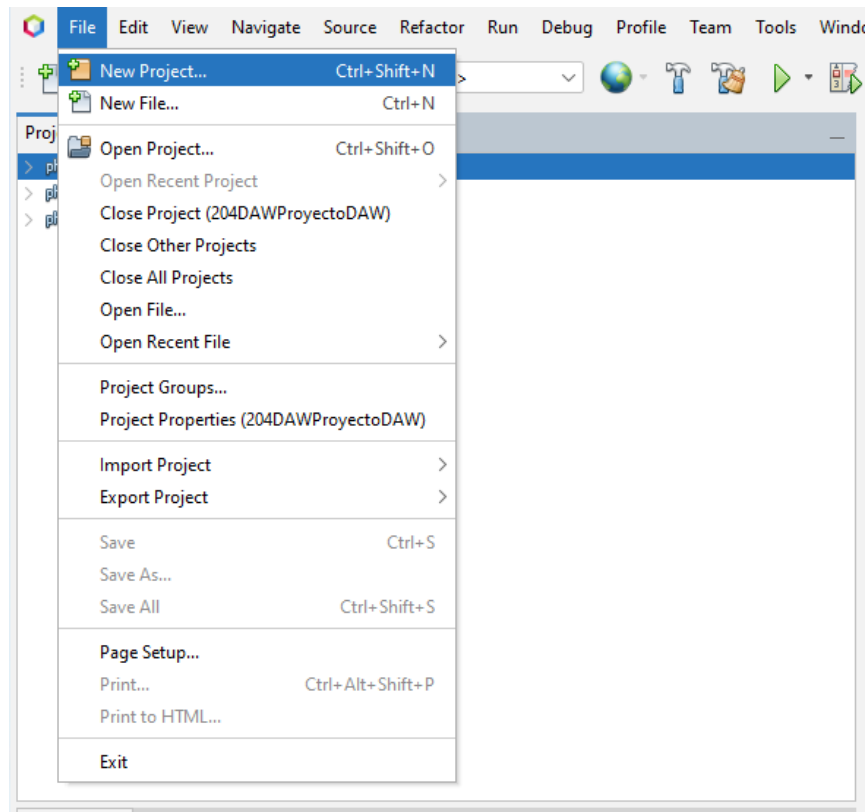 File Edit View Navigate Source Refactor Run Debug Profile Team Tools
New Project... Ctrl+Shift+N
New File... Ctrl+N
Open Project... Ctrl+Shift+O
Open Recent Project
Close Project (204DAWProyectoDAW)
Close Other Projects
Close All Projects
Open File...
Open Recent File
Project Groups...
Project Properties (204DAWProyectoDAW)
Import Project
Export Project
Save Ctrl+S
Save As...
Save All Ctrl+Shift+S
Page Setup...
Print... Ctrl+Alt+Shift+P
Print to HTML...
Exit